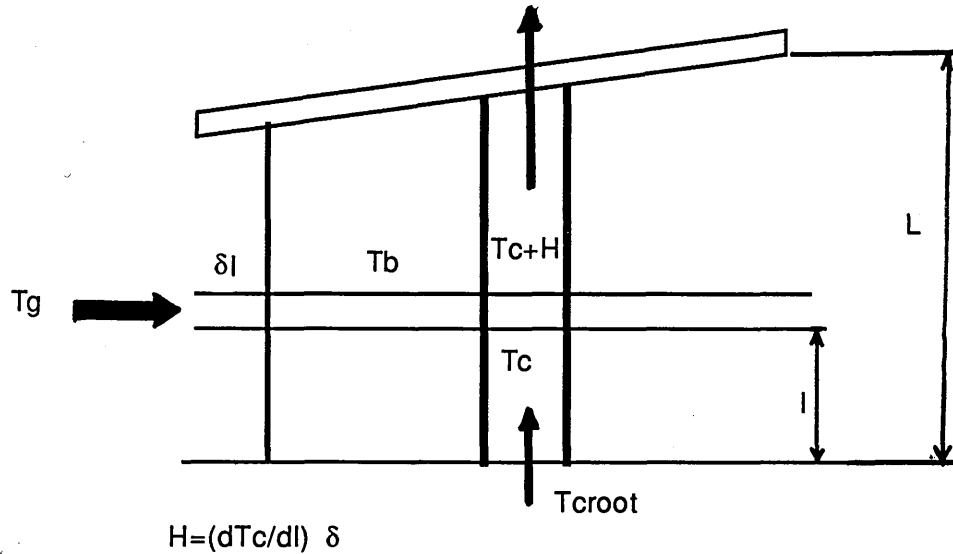 L
Tc+H
δl
Tb
Tg
Tc
l
Tcroot
H=(dTc/dl) δ